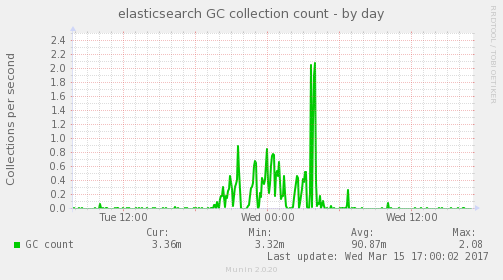 elasticsearch GC collection count - by day
RRDTOOL / TOBI OETIKER
Collections per second
2.4
2.2
2.0
1.8
1.6
1.4
1.2
1.0
0.8
0.6
0.4
0.2
0.0
Tue 12:00 Wed 00:00 Wed 12:00
Cur: Min: Avg: Max:
GC count 3.36m 3.32m 90.87m 2.08
Last update: Wed Mar 15 17:00:02 2017
Munin 2.0.20